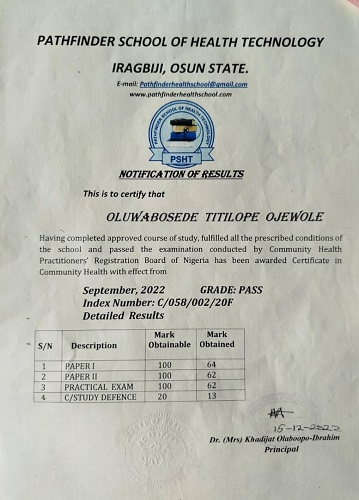 PATHFINDER SCHOOL OF HEALTH TECHNOLOGY
IRAGBIJI, OSUN STATE.
E-mail: Pathfinderhealthschool@gmail.com
www.pathfinderhealthschool.com
PATHFINDER SCHOOL OF HEALTH TECHNOLOGY
PSHT
NOTIFICATION OF RESULTS
This is to certify that
OLUWABOSEDE TITILOPE OJEWOLE
Having completed approved course of study, fulfilled all the prescribed conditions of
the school and passed the examination conducted by Community Health
Practitioners' Registration Board of Nigeria has been awarded Certificate in
Community Health with effect from
September, 2022 GRADE: PASS
Index Number: C/058/002/20F
Detailed Results
S/N Description Mark Obtainable Mark Obtained
1 PAPER I 100 64
2 PAPER II 100 62
3 PRACTICAL EXAM 100 62
4 C/STUDY DEFENCE 20 13
15-12-2022
Dr. (Mrs) Khadijat Olaboopo-Ibrahim
Principal